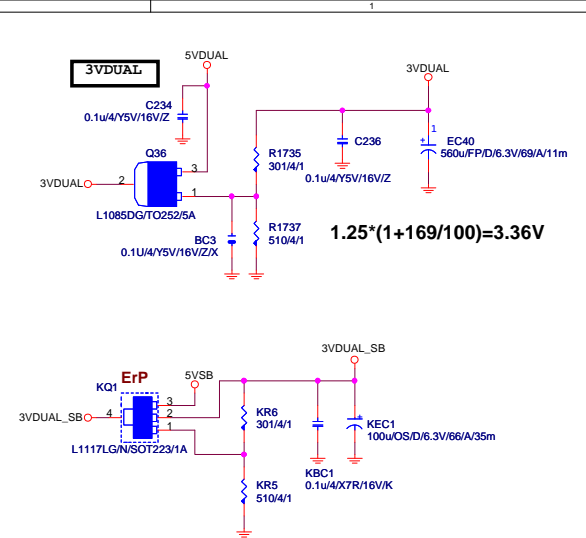 1
5VDUAL
3VDUAL
3VDUAL
C234
0.1u/4/Y5V/16V/Z
1
EC40
560u/FP/D/6.3V/69/A/11m
R1735
301/4/1
C236
0.1u/4/Y5V/16V/Z
Q36
3
3VDUAL
2
1
L1085DG/TO252/5A
BC3
0.1U/4/Y5V/16V/Z/X
R1737
510/4/1
1.25*(1+169/100)=3.36V
3VDUAL_SB
ErP
5VSB
KQ1
3
3VDUAL_SB
4
2
1
L1117LG/N/SOT223/1A
KR6
301/4/1
KEC1
100u/OS/D/6.3V/66/A/35m
KBC1
0.1u/4/X7R/16V/K
KR5
510/4/1